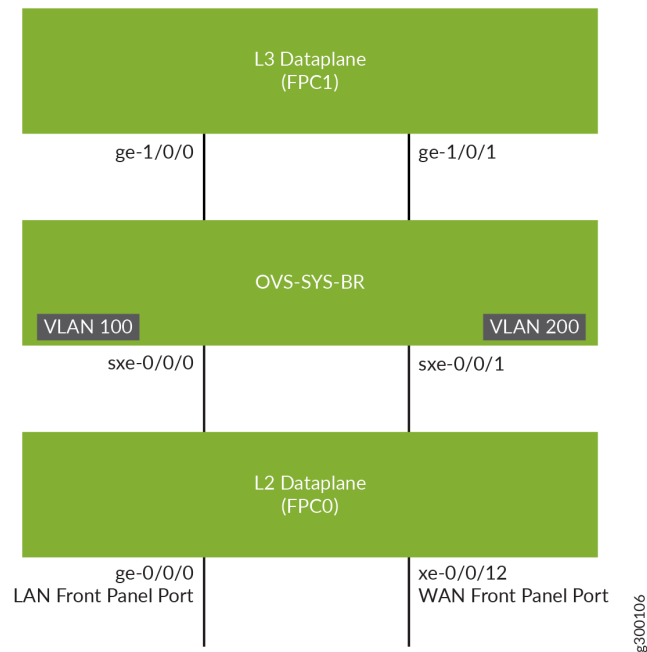 L3 Dataplane
(FPC1)
ge-1/0/0
ge-1/0/1
OVS-SYS-BR
VLAN 100
VLAN 200
sxe-0/0/0
sxe-0/0/1
L2 Dataplane
(FPC0)
ge-0/0/0
LAN Front Panel Port
xe-0/0/12
WAN Front Panel Port
g300106